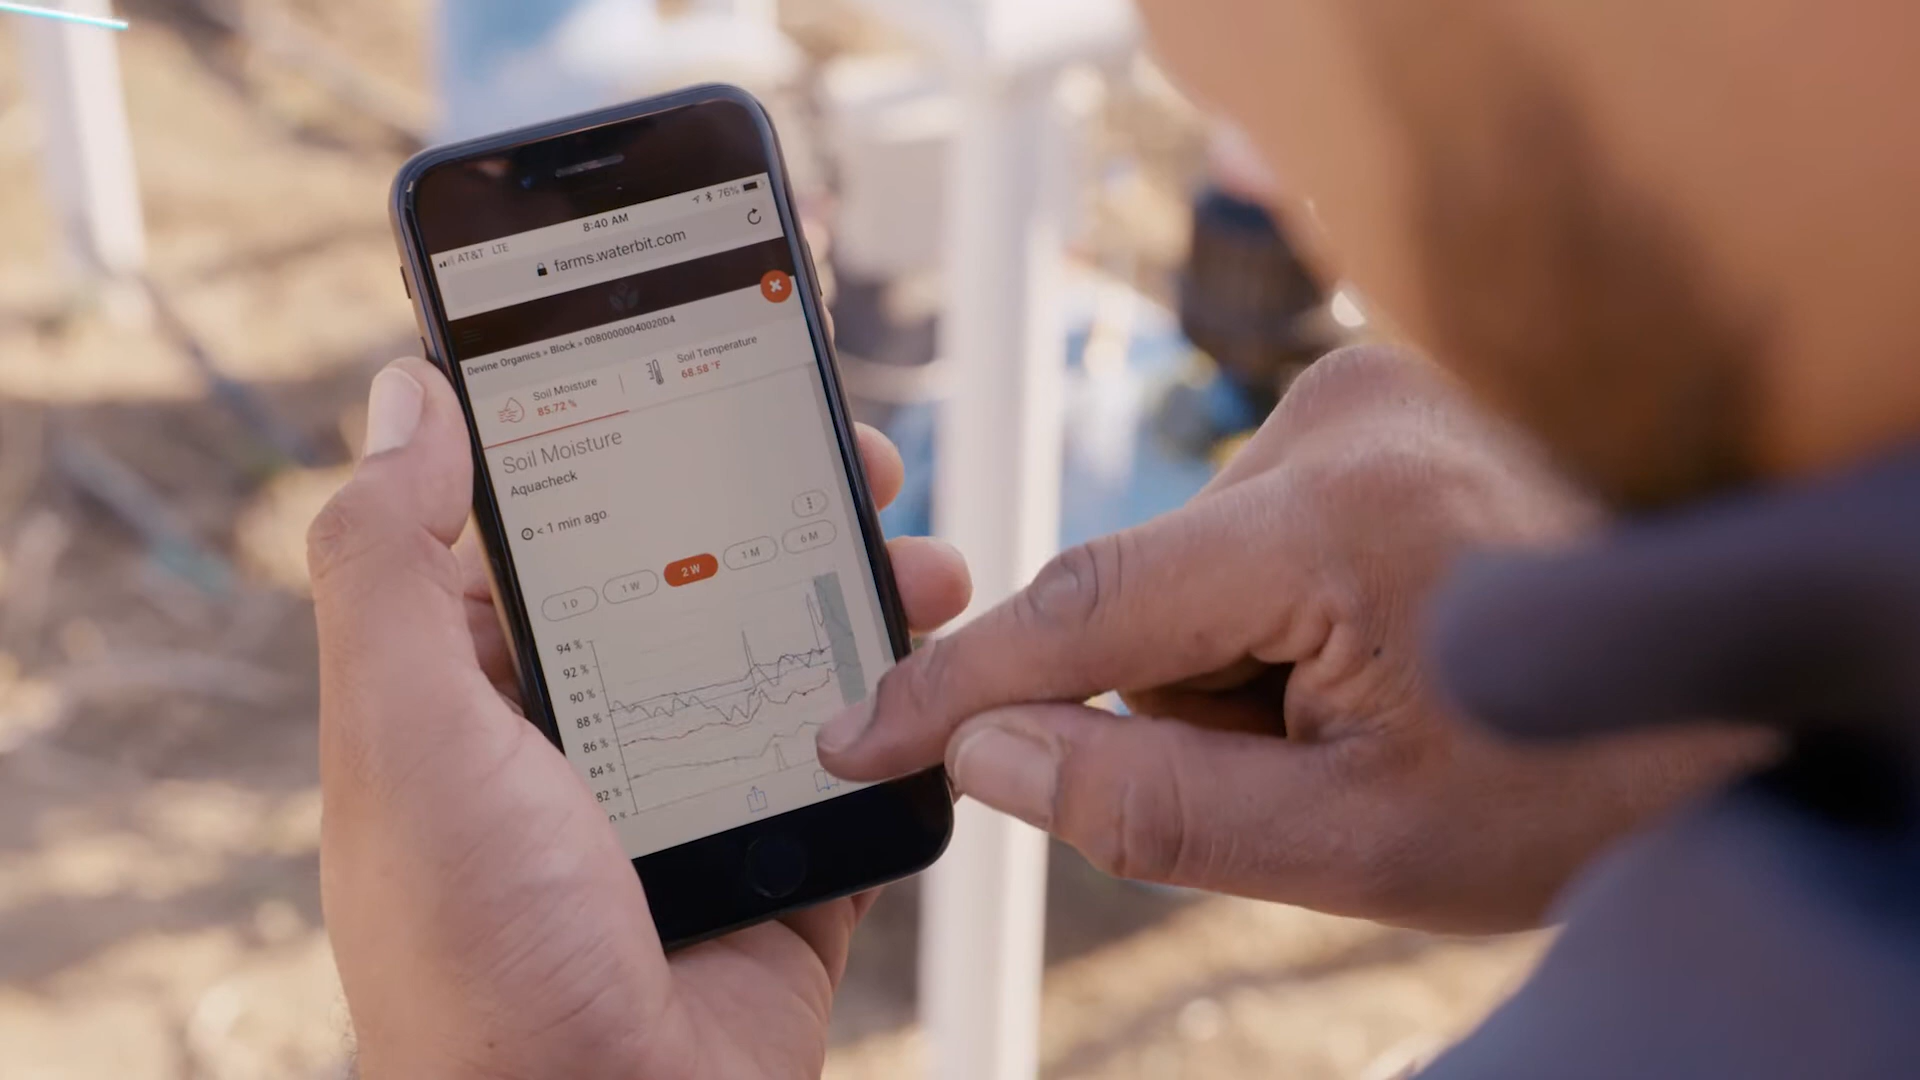 AT&T LTE 8:40 AM 76%
farms.waterbit.com
Devine Organics » Block » 00800000040020D4
Soil Moisture
85.72 %
Soil Temperature
68.58 °F
Soil Moisture
Aquacheck
< 1 min ago
1 D 1 W 2 W 1 M 6 M
94 %
92 %
90 %
88 %
86 %
84 %
82 %